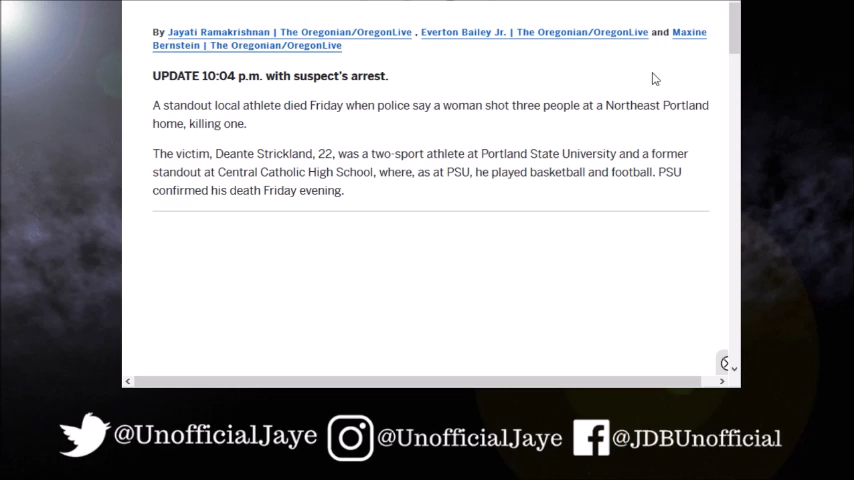 By Jayati Ramakrishnan | The Oregonian/OregonLive , Everton Bailey Jr. | The Oregonian/OregonLive and Maxine
Bernstein | The Oregonian/OregonLive
UPDATE 10:04 p.m. with suspect's arrest.
A standout local athlete died Friday when police say a woman shot three people at a Northeast Portland
home, killing one.
The victim, Deante Strickland, 22, was a two-sport athlete at Portland State University and a former
standout at Central Catholic High School, where, as at PSU, he played basketball and football. PSU
confirmed his death Friday evening.
@UnofficialJaye @UnofficialJaye @JDBUnofficial